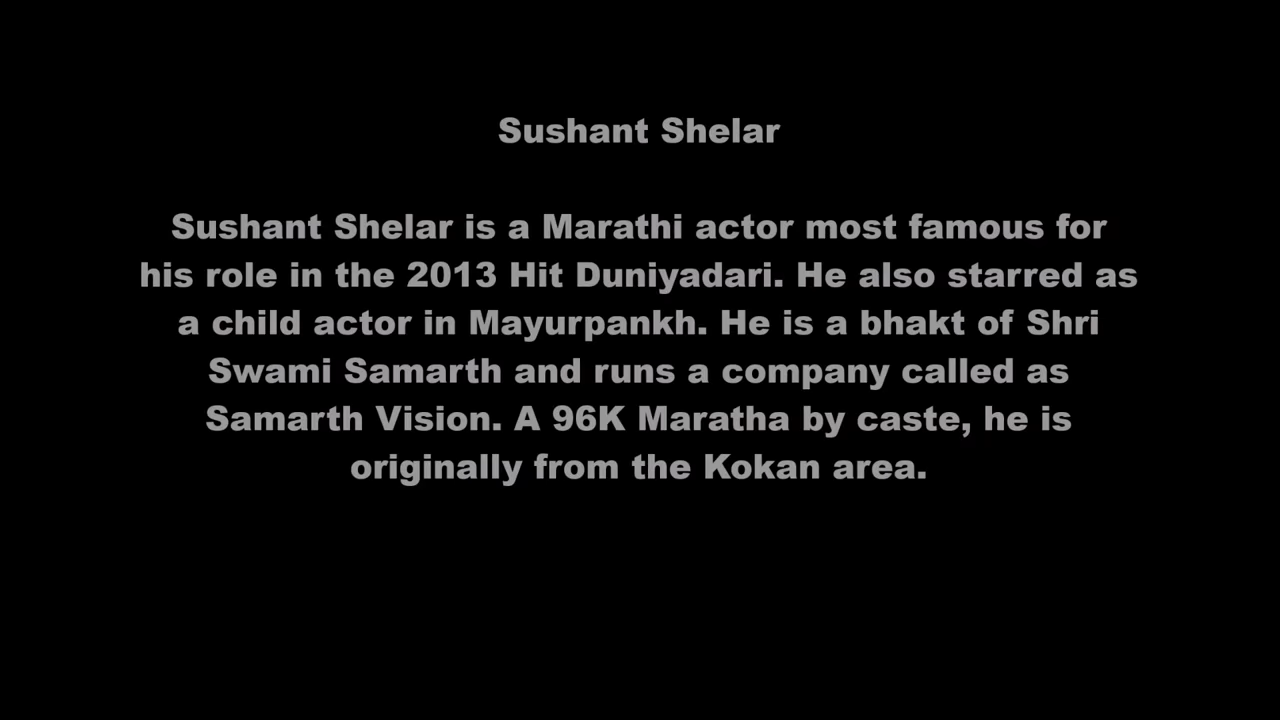 Sushant Shelar
Sushant Shelar is a Marathi actor most famous for
his role in the 2013 Hit Duniyadari. He also starred as
a child actor in Mayurpankh. He is a bhakt of Shri
Swami Samarth and runs a company called as
Samarth Vision. A 96K Maratha by caste, he is
originally from the Kokan area.